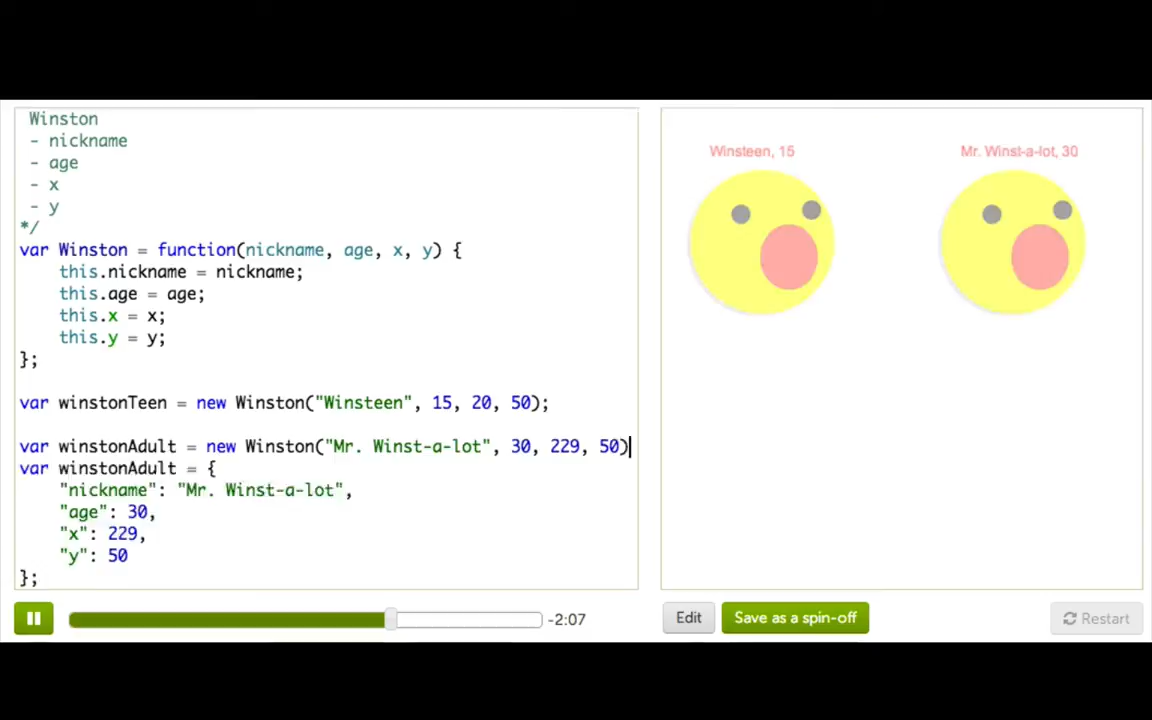 Winston
- nickname
- age
- x
- y
*/
var Winston = function(nickname, age, x, y) {
this.nickname = nickname;
this.age = age;
this.x = x;
this.y = y;
};
var winstonTeen = new Winston("Winsteen", 15, 20, 50);
var winstonAdult = new Winston("Mr. Winst-a-lot", 30, 229, 50)
var winstonAdult = {
"nickname": "Mr. Winst-a-lot",
"age": 30,
"x": 229,
"y": 50
};
Winsteen, 15
Mr. Winst-a-lot, 30
-2:07
Edit
Save as a spin-off
Restart